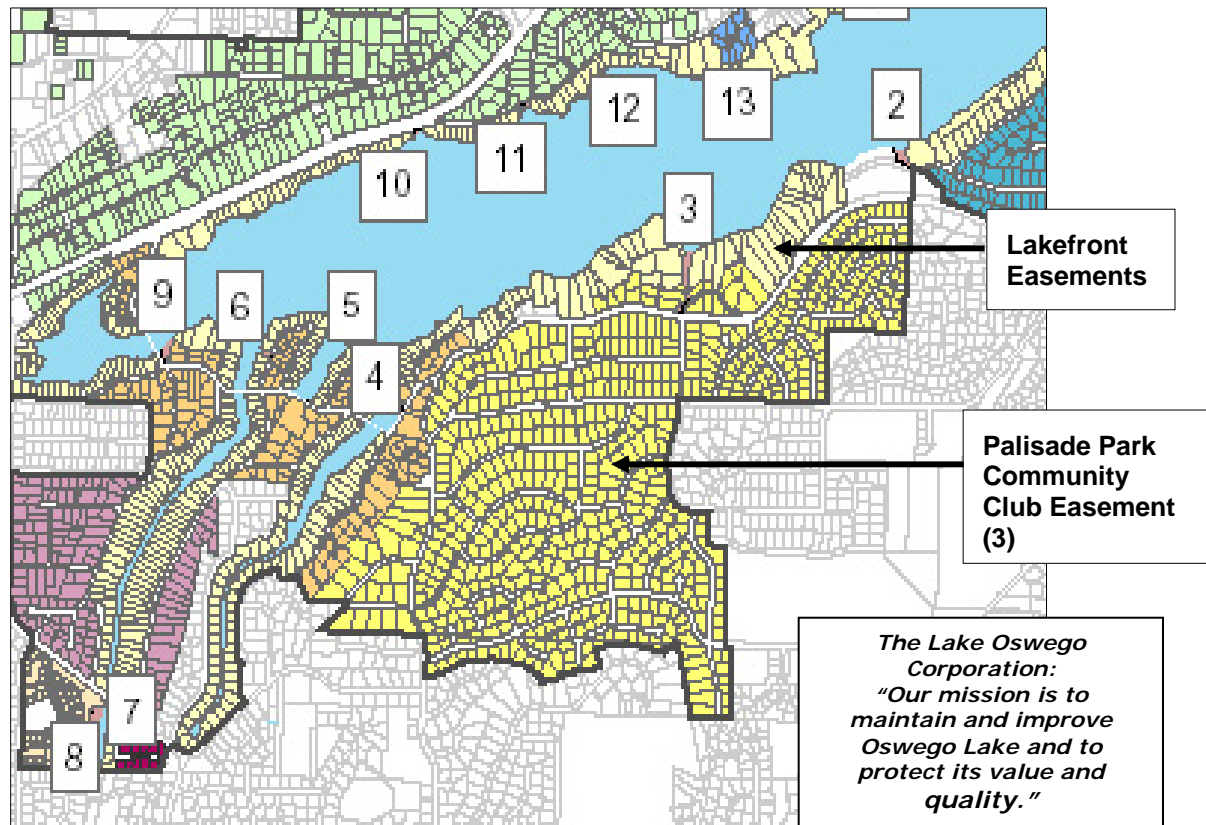 2
12
13
11
10
3
Lakefront
Easements
9
6
5
4
Palisade Park
Community
Club Easement
(3)
The Lake Oswego
Corporation:
"Our mission is to
maintain and improve
Oswego Lake and to
protect its value and
quality."
7
8